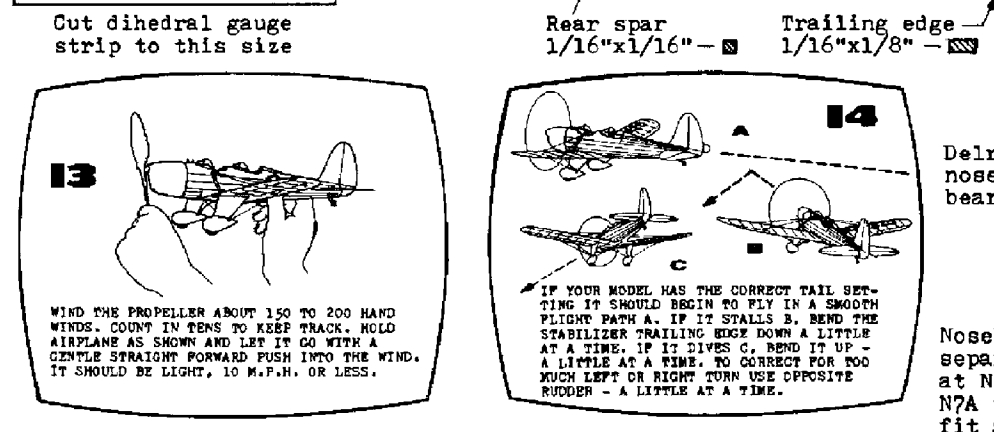 Cut dihedral gauge
strip to this size
Rear spar
1/16"x1/16" –
Trailing edge
1/16"x1/8" –
13
WIND THE PROPELLER ABOUT 150 TO 200 HAND
WINDS. COUNT IN TENS TO KEEP TRACK. HOLD
AIRPLANE AS SHOWN AND LET IT GO WITH A
GENTLE STRAIGHT FORWARD PUSH INTO THE WIND.
IT SHOULD BE LIGHT, 10 M.P.H. OR LESS.
14
A
B
C
IF YOUR MODEL HAS THE CORRECT TAIL SET-
TING IT SHOULD BEGIN TO FLY IN A SMOOTH
FLIGHT PATH A. IF IT STALLS B, BEND THE
STABILIZER TRAILING EDGE DOWN A LITTLE
AT A TIME. IF IT DIVES C, BEND IT UP –
A LITTLE AT A TIME. TO CORRECT FOR TOO
MUCH LEFT OR RIGHT TURN USE OPPOSITE
RUDDER – A LITTLE AT A TIME.
Delr
nose
bear
Nose
sepa
at N
N7A
fit